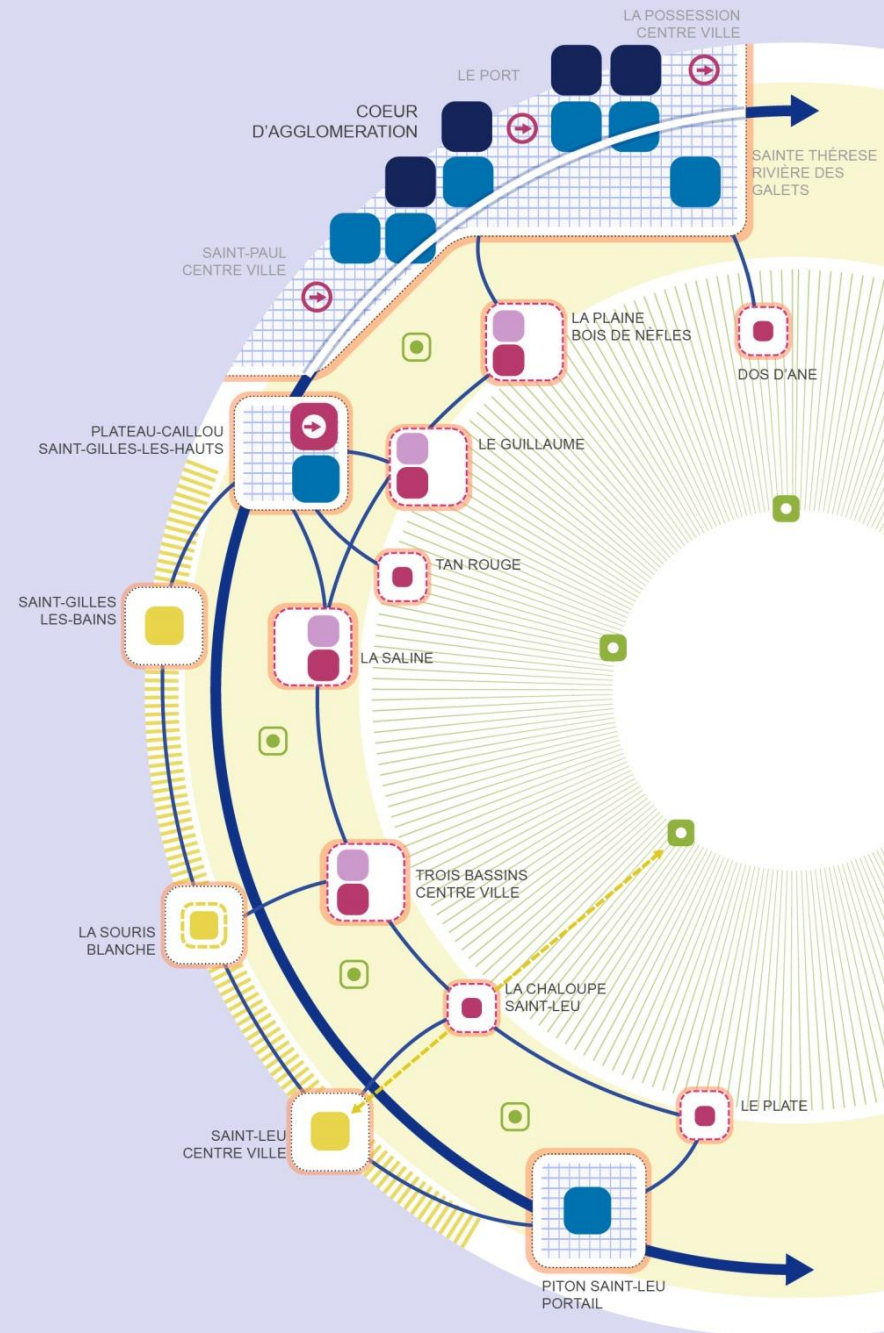 LA POSSESSION
CENTRE VILLE
LE PORT
COEUR
D'AGGLOMERATION
SAINTE THÉRESE
RIVIÈRE DES
GALETS
SAINT-PAUL
CENTRE VILLE
LA PLAINE
BOIS DE NÈFLES
DOS D'ANE
PLATEAU-CAILLOU
SAINT-GILLES-LES-HAUTS
LE GUILLAUME
TAN ROUGE
SAINT-GILLES
LES-BAINS
LA SALINE
TROIS BASSINS
CENTRE VILLE
LA SOURIS
BLANCHE
LA CHALOUPE
SAINT-LEU
LE PLATE
SAINT-LEU
CENTRE VILLE
PITON SAINT-LEU
PORTAIL